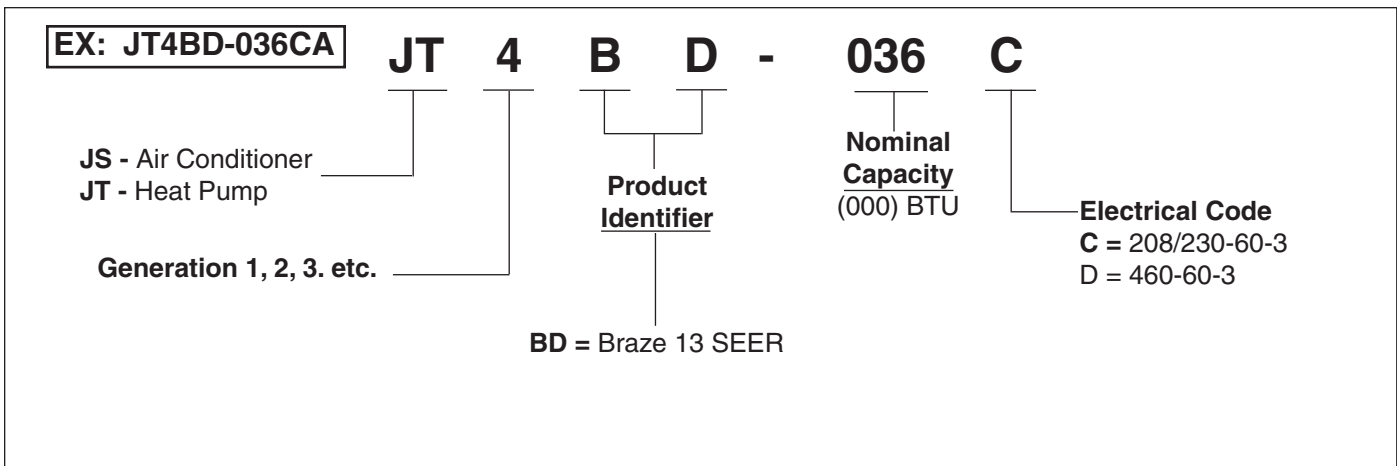 EX: JT4BD-036CA
JT 4 B D - 036 C
JS - Air Conditioner
JT - Heat Pump
Generation 1, 2, 3. etc.
Product
Identifier
BD = Braze 13 SEER
Nominal
Capacity
(000) BTU
Electrical Code
C = 208/230-60-3
D = 460-60-3